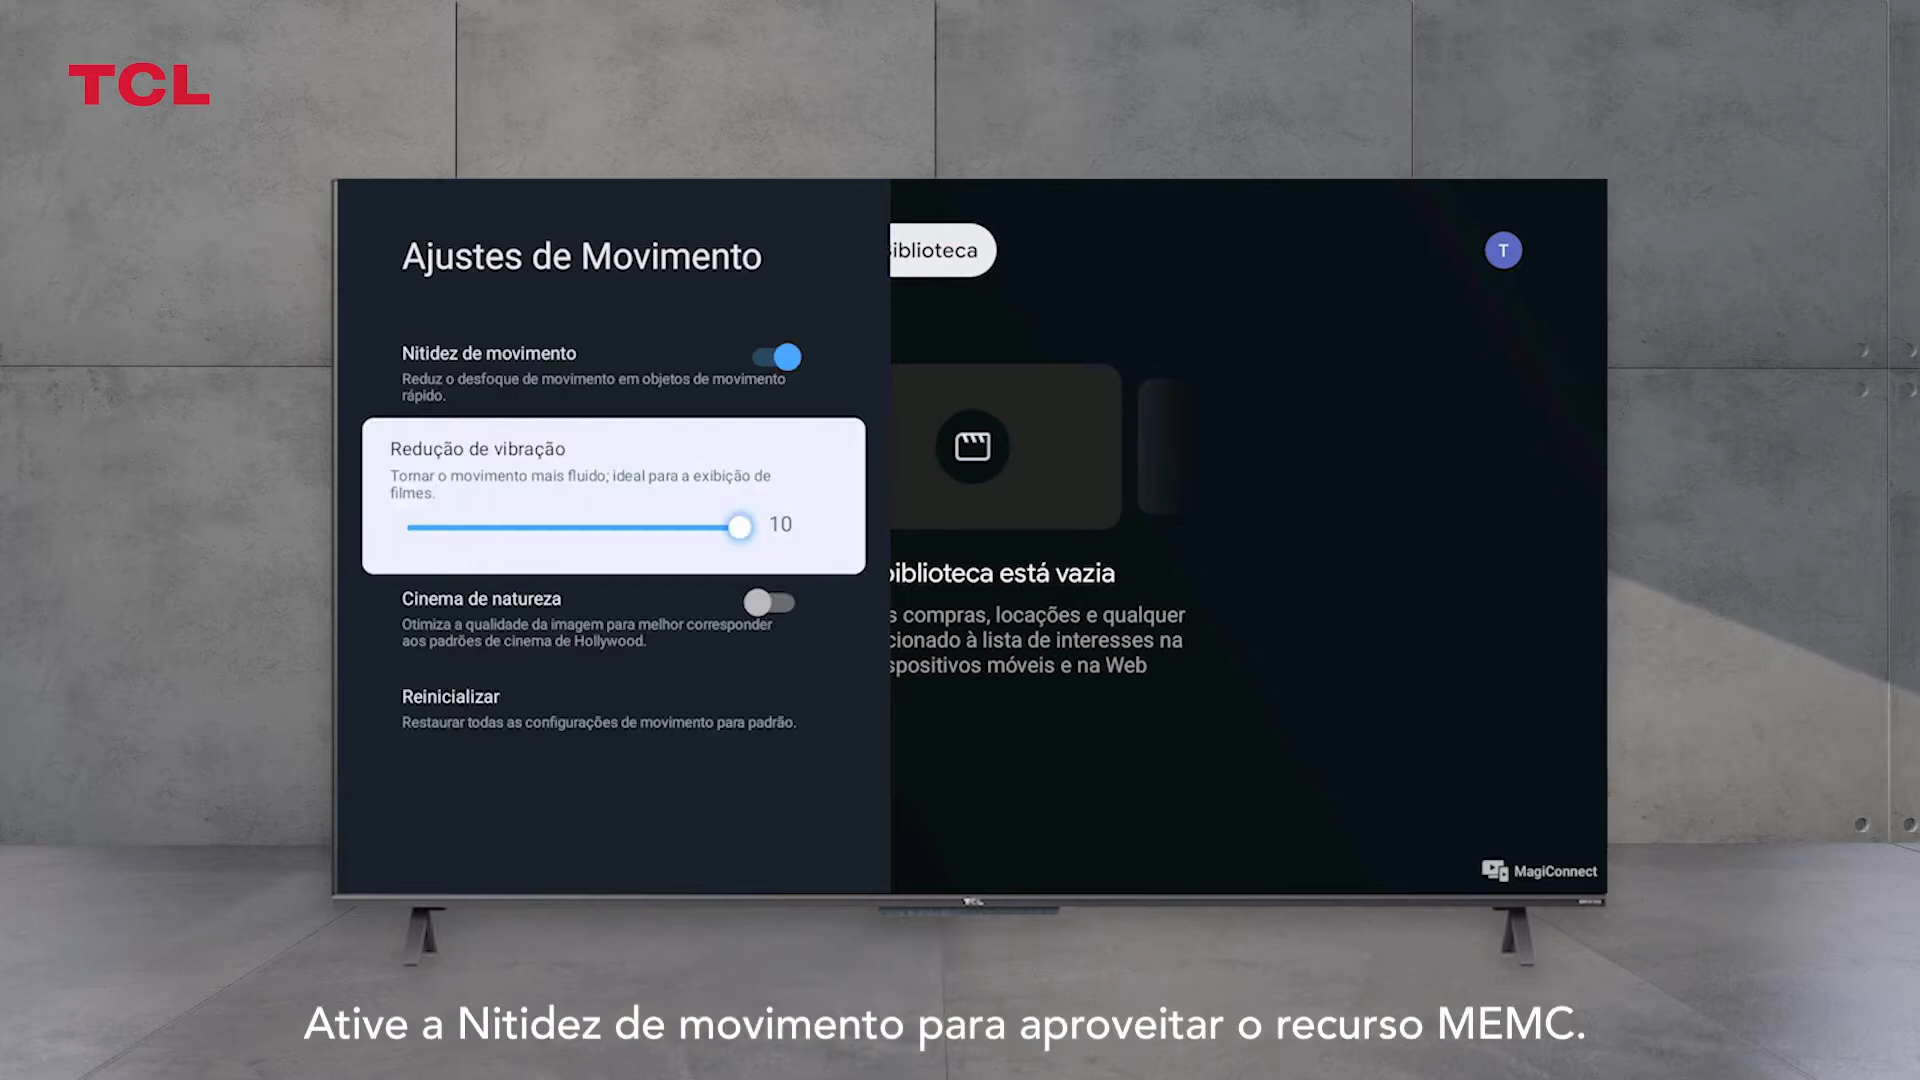 TCL
Ajustes de Movimento
iblioteca
T
Nitidez de movimento
Reduz o desfoque de movimento em objetos de movimento
rápido.
Redução de vibração
Tornar o movimento mais fluido; ideal para a exibição de
filmes.
10
Cinema de natureza
Otimiza a qualidade da imagem para melhor corresponder
aos padrões de cinema de Hollywood.
Reinicializar
Restaurar todas as configurações de movimento para padrão.
biblioteca está vazia
s compras, locações e qualquer
cionado à lista de interesses na
spositivos móveis e na Web
MagiConnect
TCL
Ative a Nitidez de movimento para aproveitar o recurso MEMC.